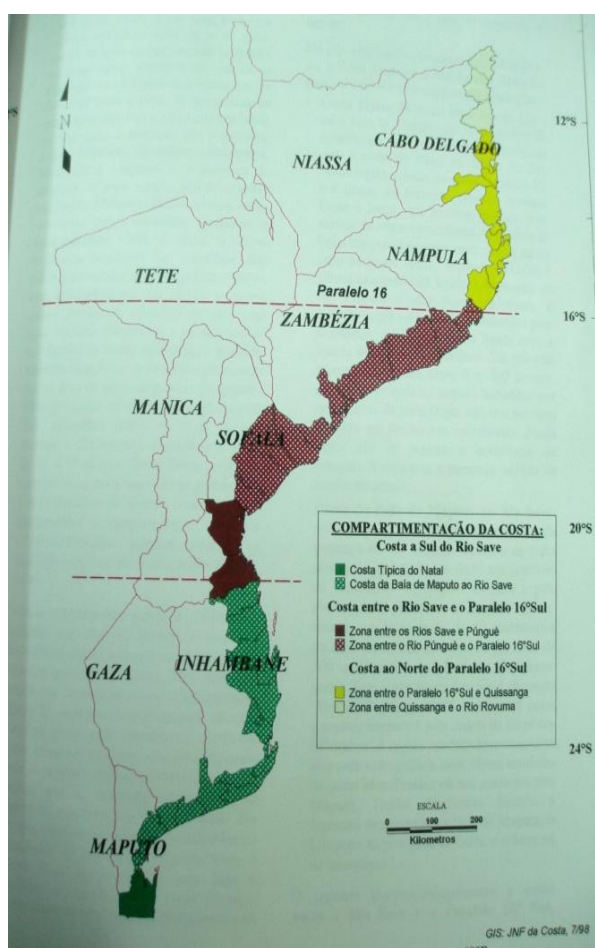 N
12°S
CABO DELGADO
NIASSA
NAMPULA
TETE
Paralelo 16
ZAMBÉZIA
16°S
MANICA
SOFALA
COMPARTIMENTAÇÃO DA COSTA:
Costa a Sul do Rio Save
20°S
Costa Típica do Natal
Costa da Baia de Maputo ao Rio Save
Costa entre o Rio Save e o Paralelo 16°Sul
Zona entre os Rios Save e Púnguè
Zona entre o Rio Púnguè e o Paralelo 16°Sul
Costa ao Norte do Paralelo 16°Sul
Zona entre o Paralelo 16°Sul e Quissanga
Zona entre Quissanga e o Rio Rovuma
GAZA
INHAMBANE
24°S
ESCALA
0 100 200
Kilometros
MAPUTO
GIS: JNF da Costa, 7/98